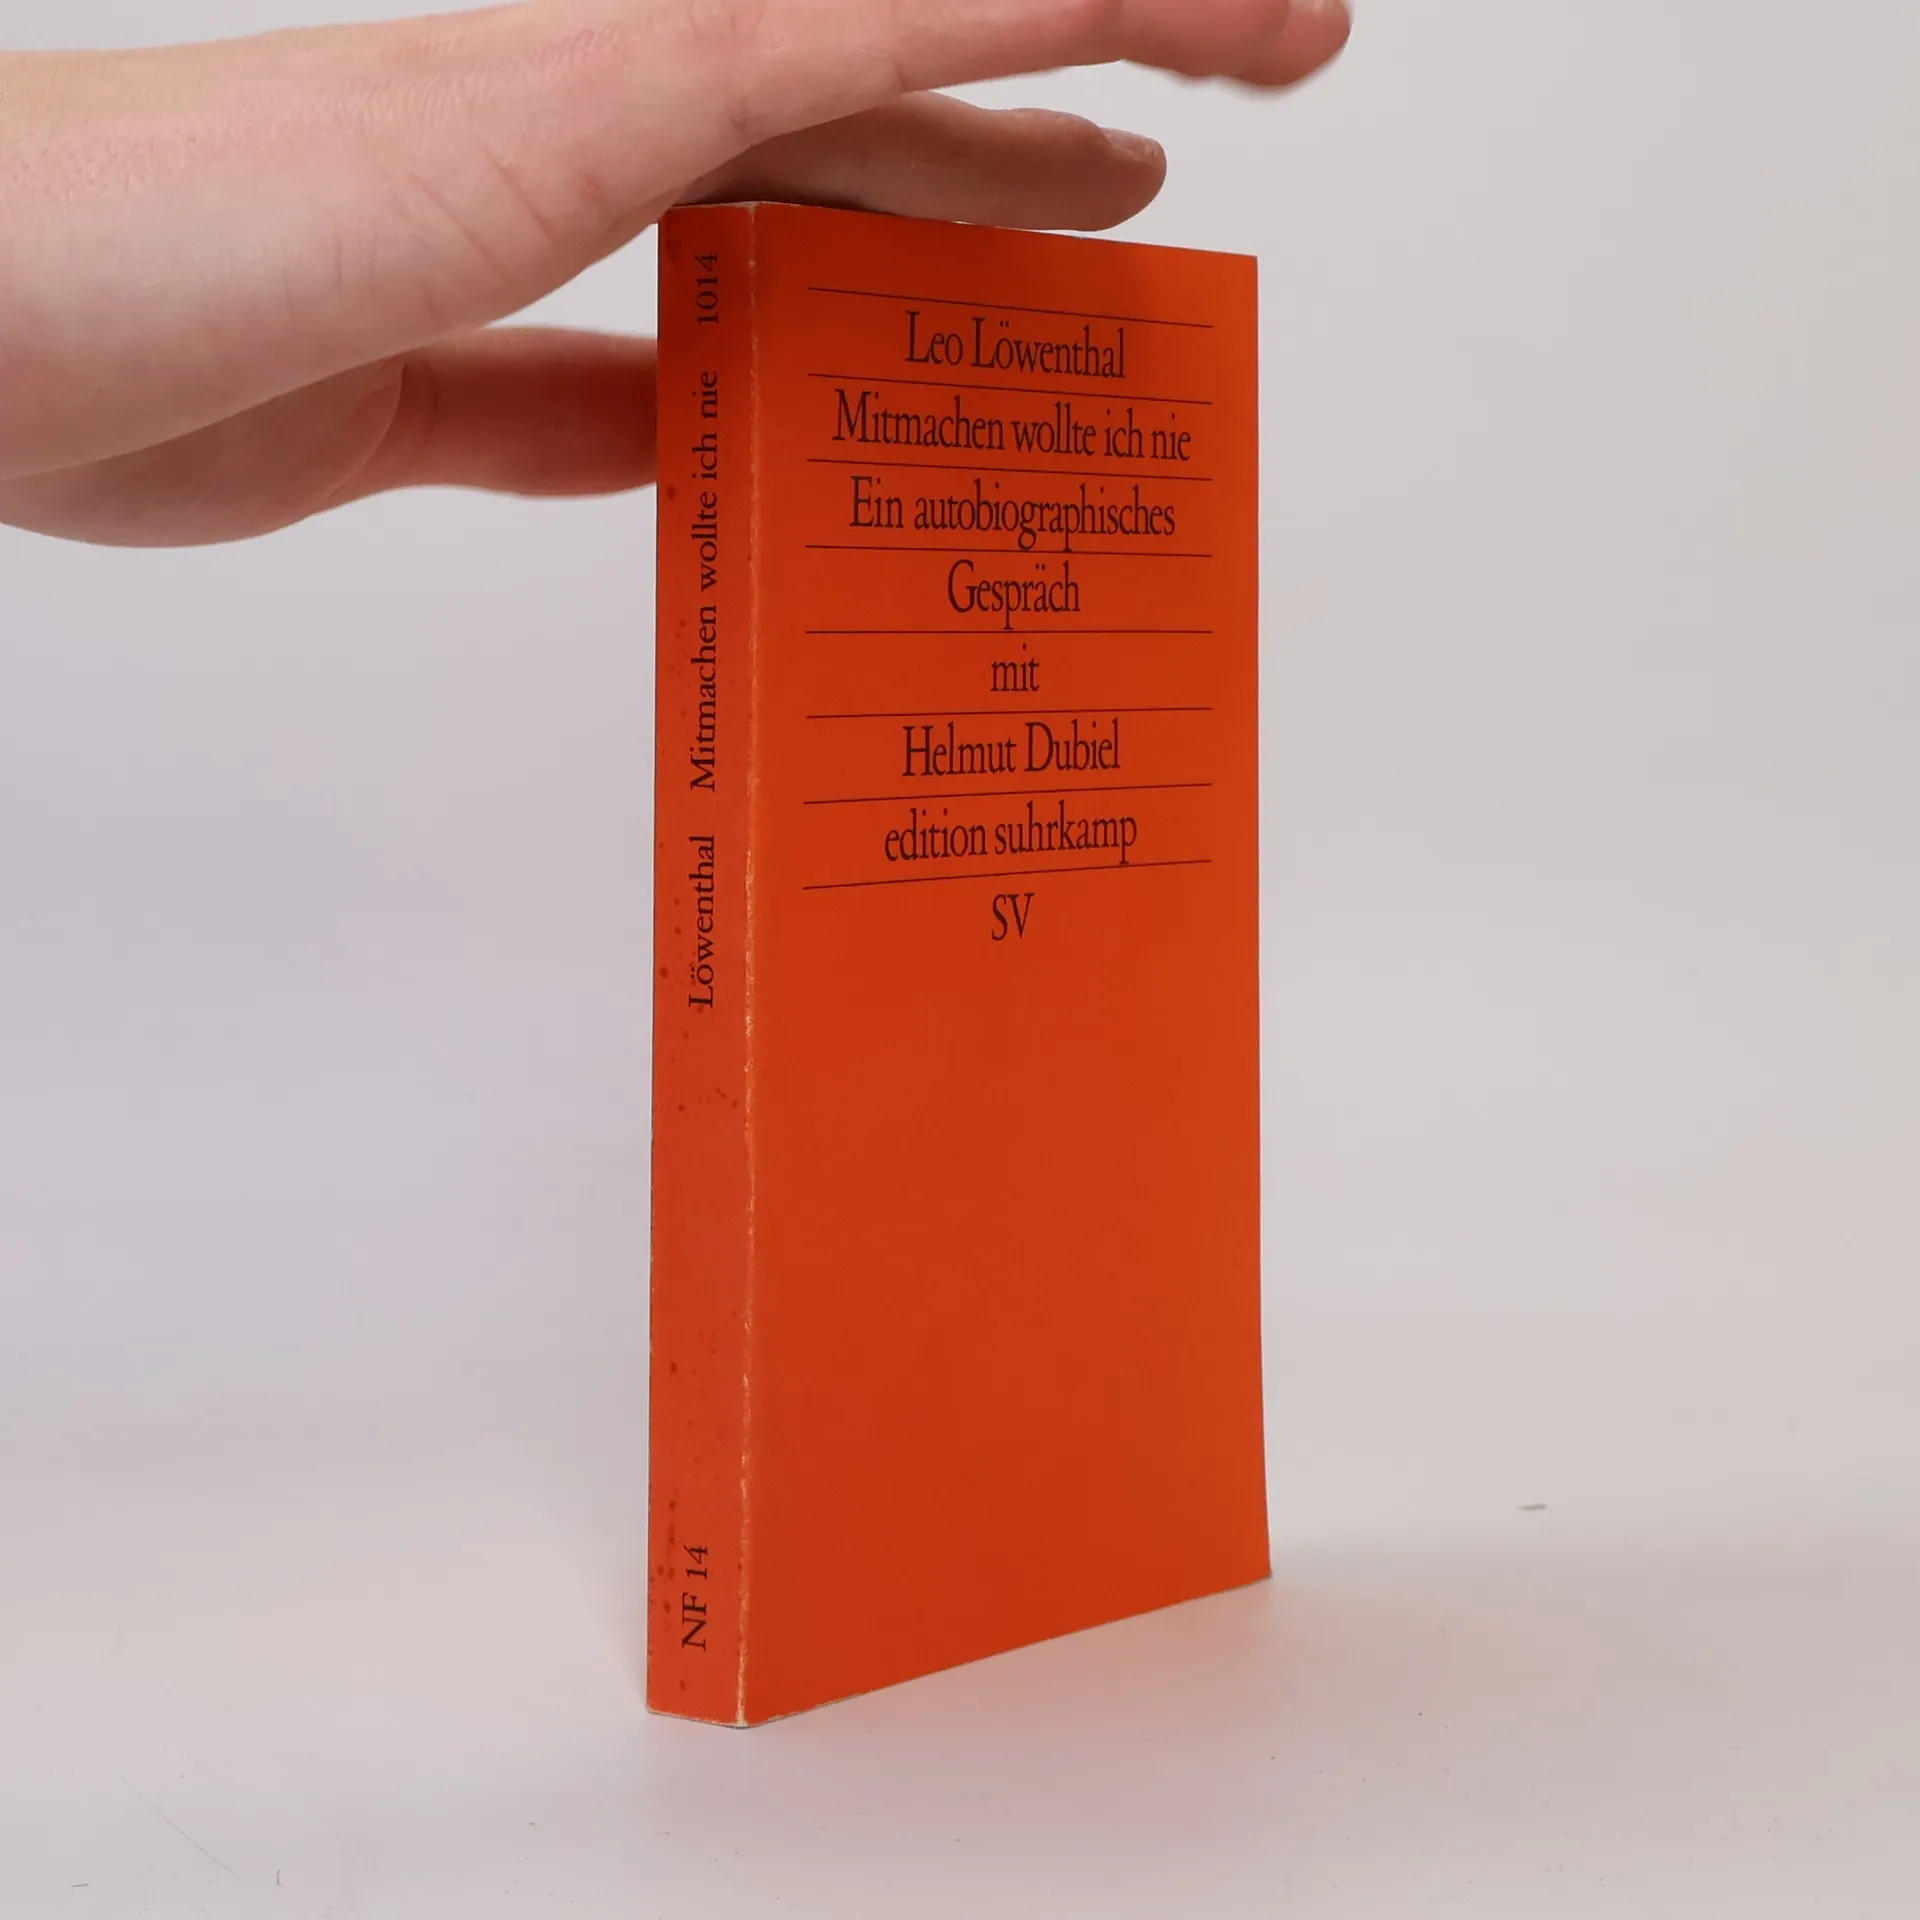 Löwenthal Mitmachen wollte ich nie 1014
NF 14
Leo Löwenthal
Mitmachen wollte ich nie
Ein autobiographisches
Gespräch
mit
Helmut Dubiel
edition suhrkamp
SV